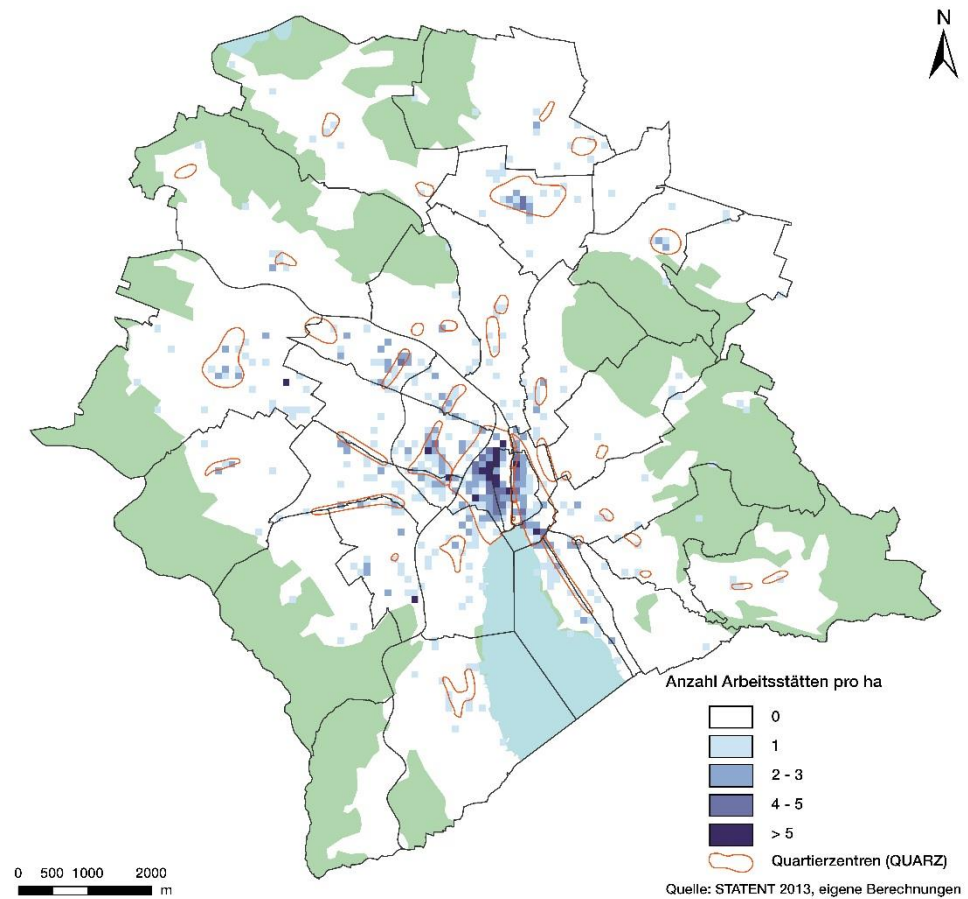 N
Anzahl Arbeitsstätten pro ha
0
1
2 - 3
4 - 5
> 5
Quartierzentren (QUARZ)
0 500 1000 2000
m
Quelle: STATENT 2013, eigene Berechnungen